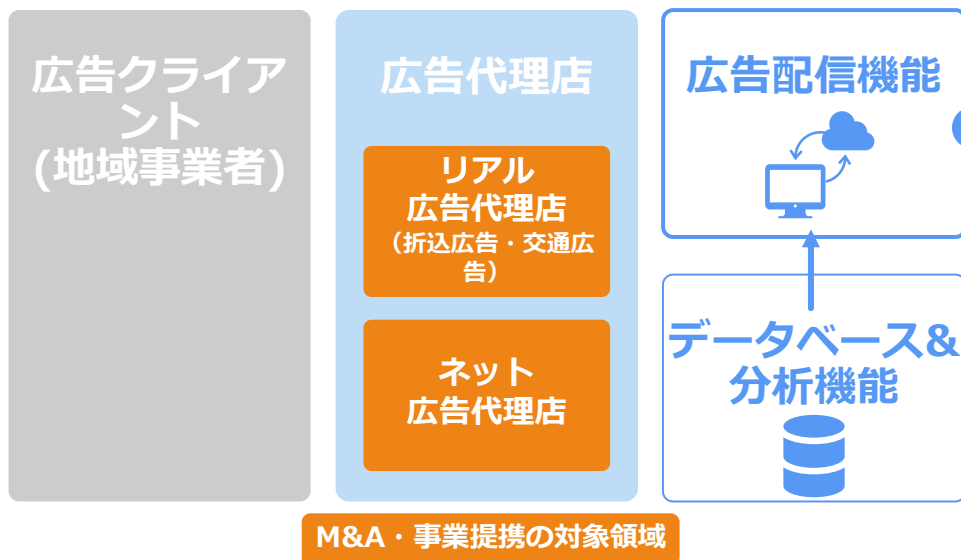 広告クライア
ント
(地域事業者)
広告代理店
リアル
広告代理店
（折込広告・交通広
告）
ネット
広告代理店
広告配信機能
データベース&
分析機能
M&A・事業提携の対象領域